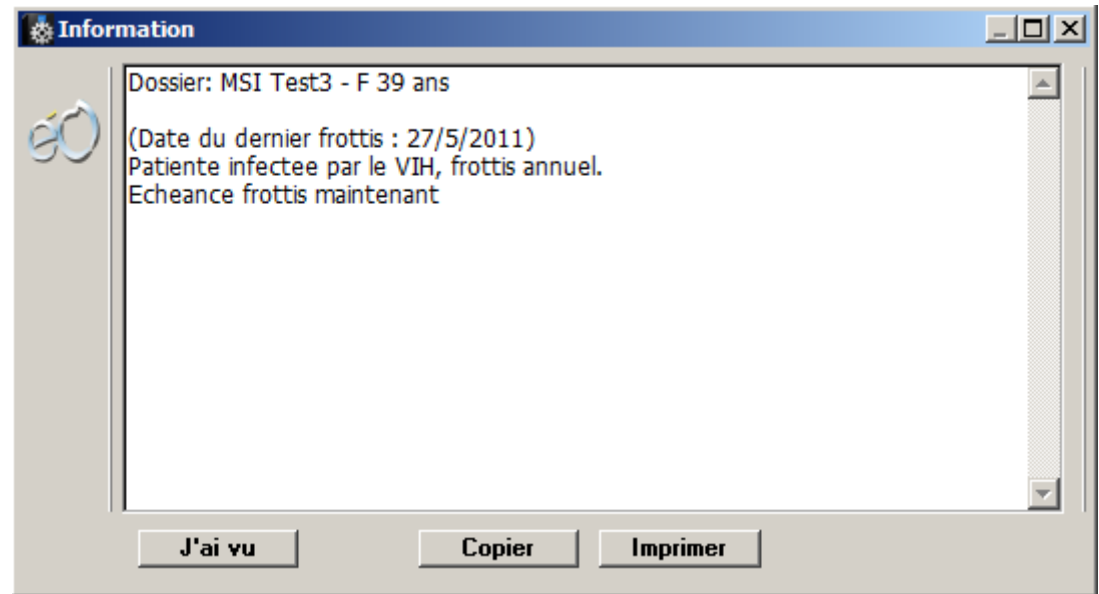 Information
Dossier: MSI Test3 - F 39 ans
(Date du dernier frottis : 27/5/2011)
Patiente infectee par le VIH, frottis annuel.
Echeance frottis maintenant
éO
J'ai vu
Copier
Imprimer